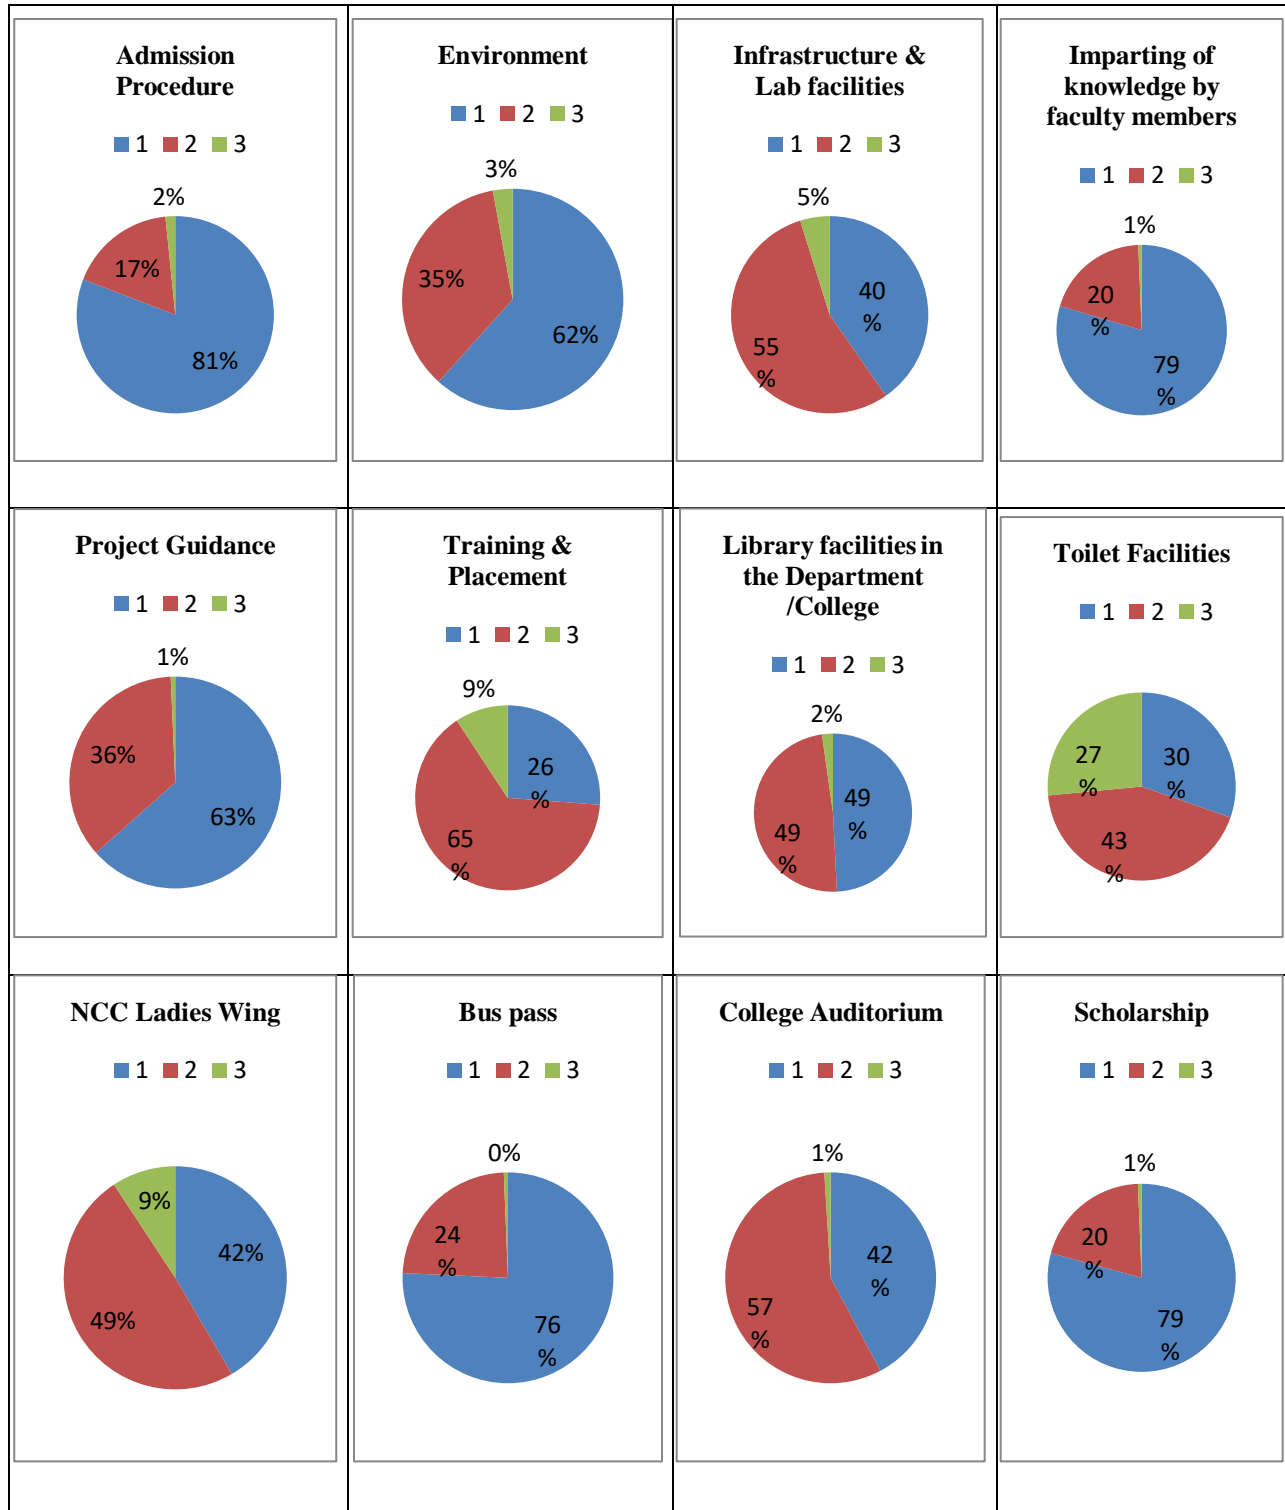 Admission
Procedure
1 2 3
2%
17%
81%
Environment
1 2 3
3%
35%
62%
Infrastructure &
Lab facilities
1 2 3
5%
40
%
55
%
Imparting of
knowledge by
faculty members
1 2 3
1%
20
%
79
%
Project Guidance
1 2 3
1%
36%
63%
Training &
Placement
1 2 3
9%
26
%
65
%
Library facilities in
the Department
/College
1 2 3
2%
49
%
49
%
Toilet Facilities
1 2 3
27
%
30
%
43
%
NCC Ladies Wing
1 2 3
9%
42%
49%
Bus pass
1 2 3
0%
24
%
76
%
College Auditorium
1 2 3
1%
42
%
57
%
Scholarship
1 2 3
1%
20
%
79
%